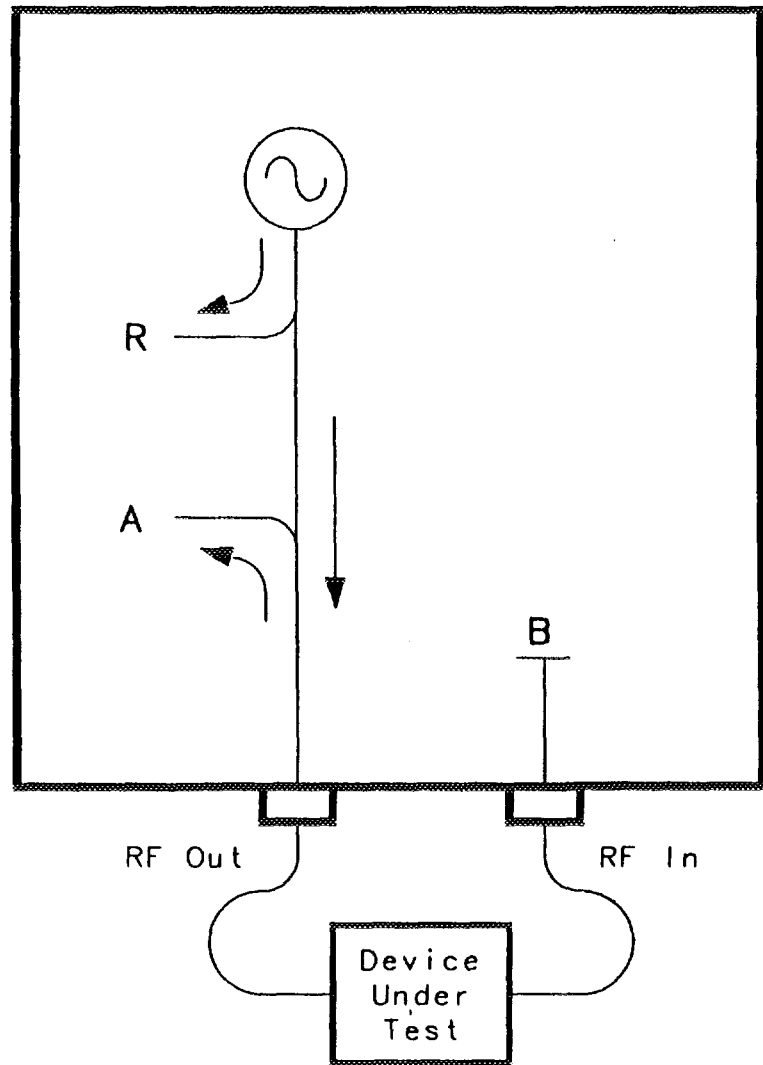 R
A
B
RF Out
RF In
Device
Under
Test